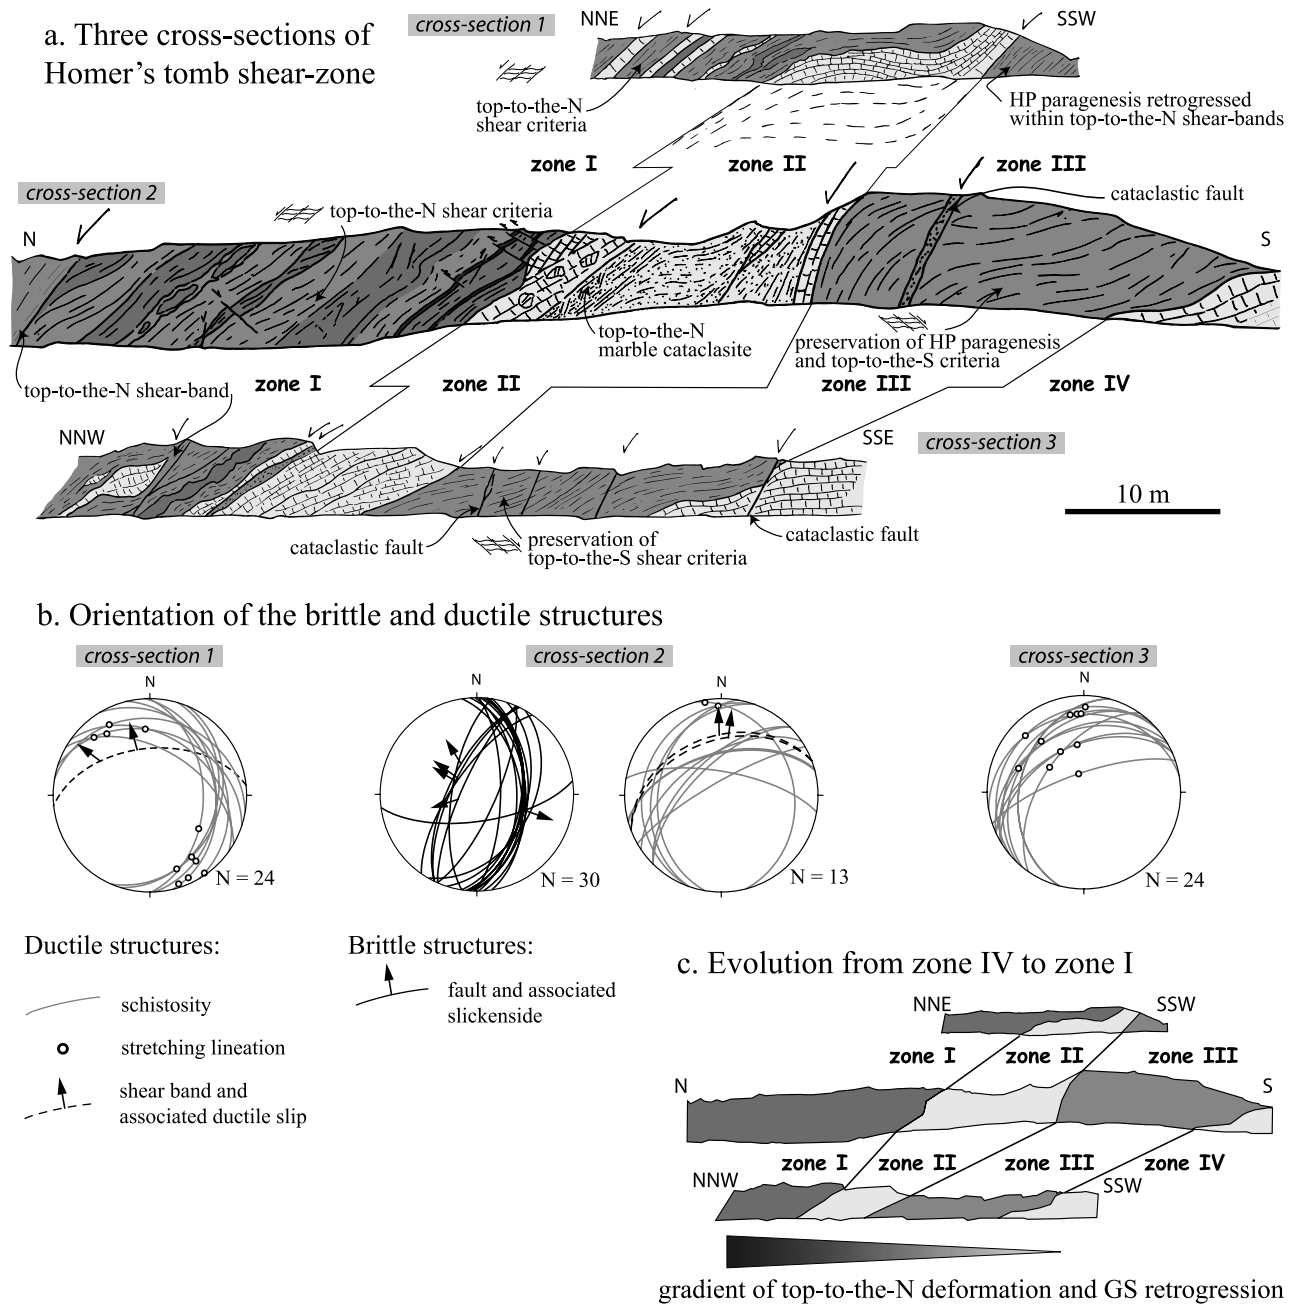 a. Three cross-sections of
Homer's tomb shear-zone
cross-section 1
NNE
SSW
top-to-the-N
shear criteria
HP paragenesis retrogressed
within top-to-the-N shear-bands
zone I
zone II
zone III
cross-section 2
top-to-the-N shear criteria
cataclastic fault
N
S
top-to-the-N
marble cataclasite
preservation of HP paragenesis
and top-to-the-S criteria
top-to-the-N shear-band
zone I
zone II
zone III
zone IV
NNW
SSE
cross-section 3
10 m
cataclastic fault
preservation of
top-to-the-S shear criteria
cataclastic fault
b. Orientation of the brittle and ductile structures
cross-section 1
cross-section 2
cross-section 3
N
N
N
N
N = 24
N = 30
N = 13
N = 24
Ductile structures:
schistosity
stretching lineation
shear band and
associated ductile slip
Brittle structures:
fault and associated
slickenside
c. Evolution from zone IV to zone I
NNE
SSW
zone I
zone II
zone III
N
S
zone I
zone II
zone III
zone IV
NNW
SSW
gradient of top-to-the-N deformation and GS retrogression